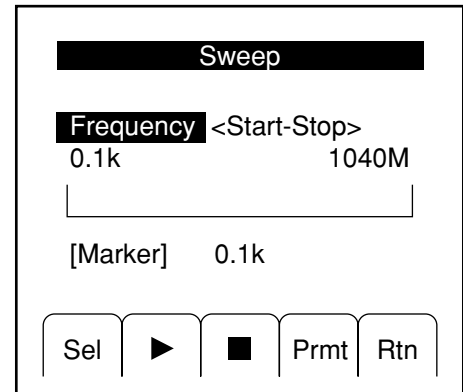 Sweep
Frequency <Start-Stop>
0.1k 1040M
[Marker] 0.1k
Sel ▶ ■ Prmt Rtn